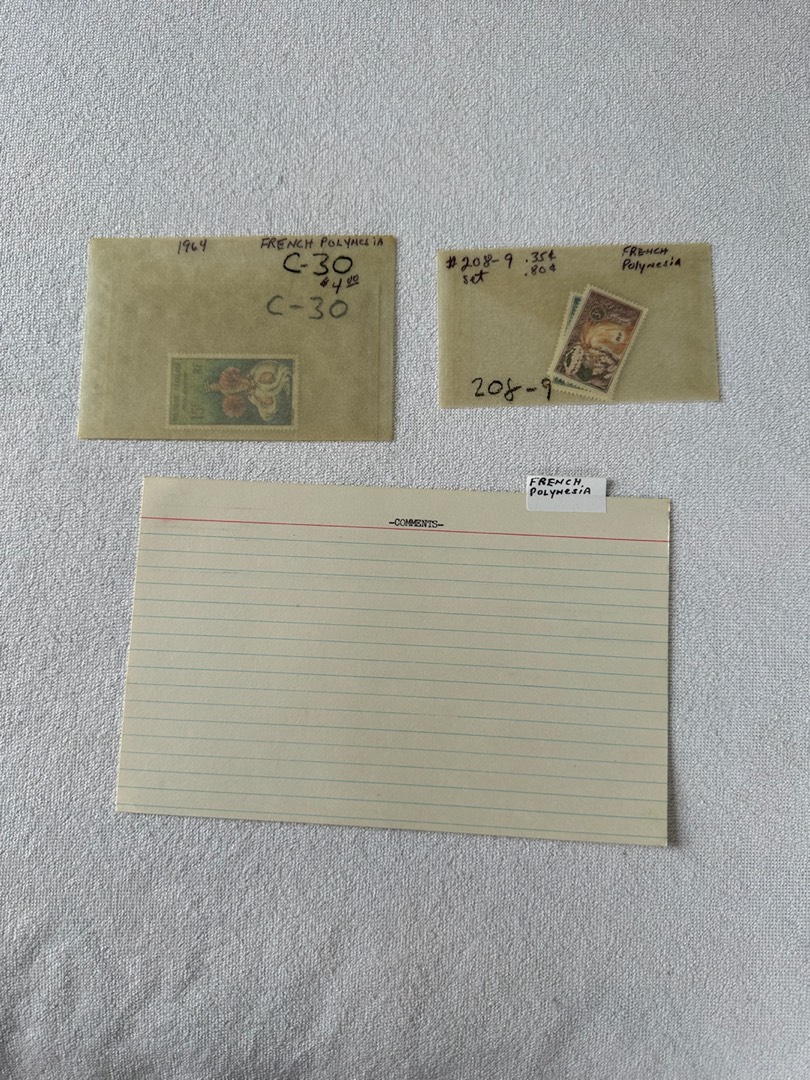 1964 FRENCH POLYNESIA
C-30
$4.00
C-30
#208-9 .35¢ FRENCH
set .80¢ POLYNESIA
208-9
FRENCH
POLYNESIA
-COMMENTS-